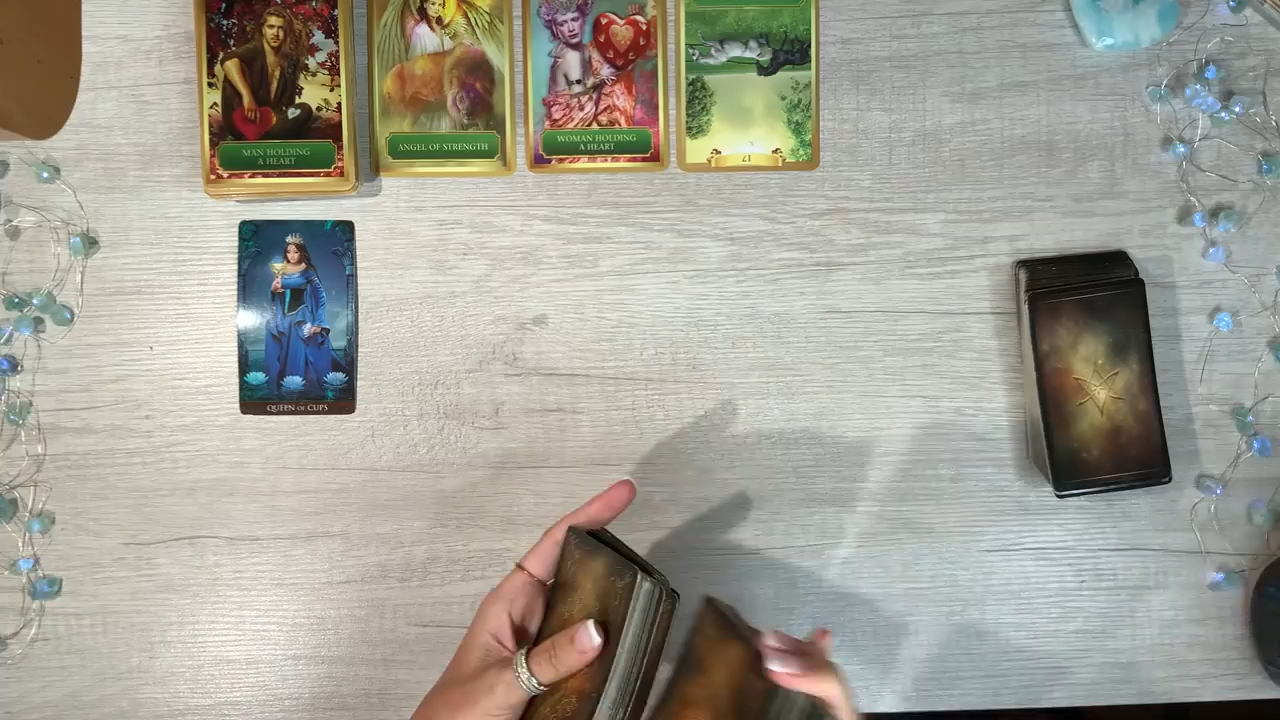 MAN HOLDING
A HEART
ANGEL OF STRENGTH
WOMAN HOLDING
A HEART
17
QUEEN OF CUPS